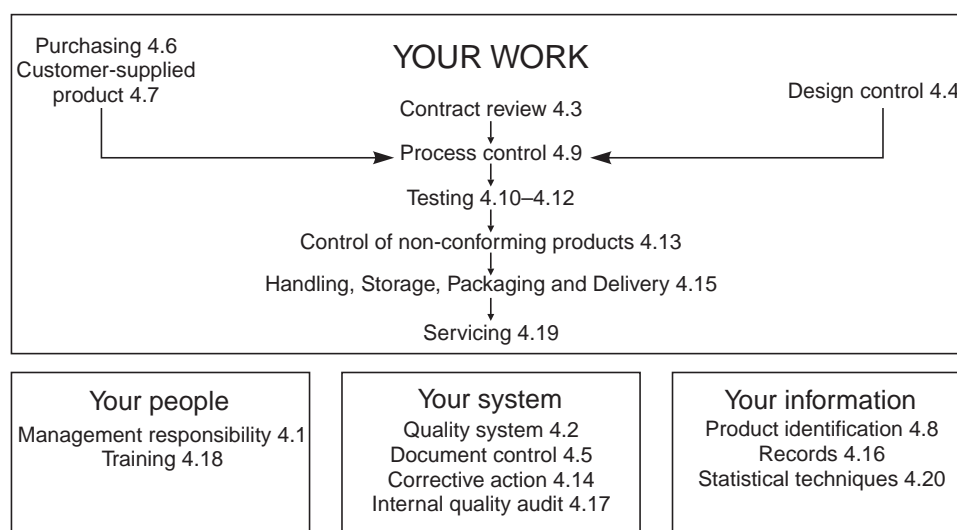 YOUR WORK
Purchasing 4.6
Customer-supplied
product 4.7
Design control 4.4
Contract review 4.3
Process control 4.9
Testing 4.10–4.12
Control of non-conforming products 4.13
Handling, Storage, Packaging and Delivery 4.15
Servicing 4.19
Your people
Management responsibility 4.1
Training 4.18
Your system
Quality system 4.2
Document control 4.5
Corrective action 4.14
Internal quality audit 4.17
Your information
Product identification 4.8
Records 4.16
Statistical techniques 4.20